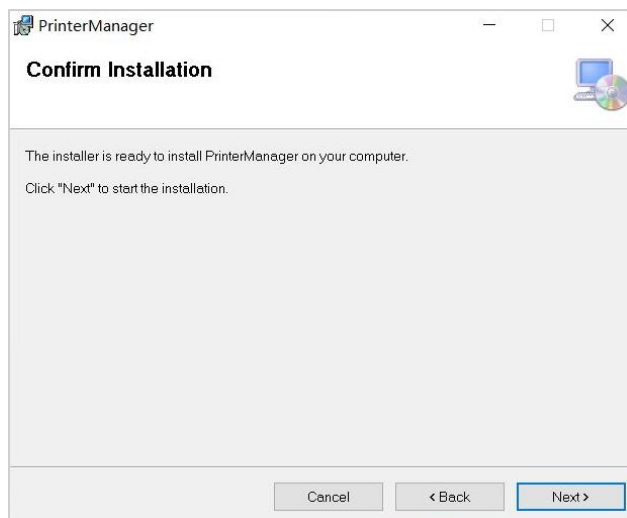 PrinterManager
Confirm Installation
The installer is ready to install PrinterManager on your computer.
Click "Next" to start the installation.
Cancel
< Back
Next >